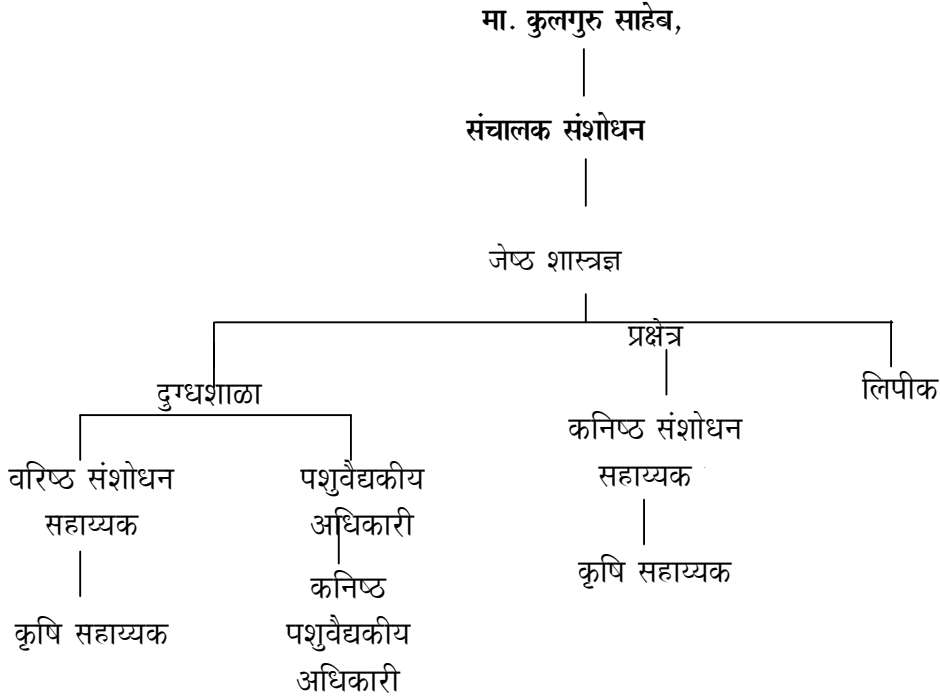 मा. कुलगुरु साहेब,
संचालक संशोधन
जेष्ठ शास्त्रज्ञ
प्रक्षेत्र
दुग्धशाळा
लिपीक
कनिष्ठ संशोधन
सहाय्यक
वरिष्ठ संशोधन
सहाय्यक
पशुवैद्यकीय
अधिकारी
कृषि सहाय्यक
कनिष्ठ
पशुवैद्यकीय
अधिकारी
कृषि सहाय्यक